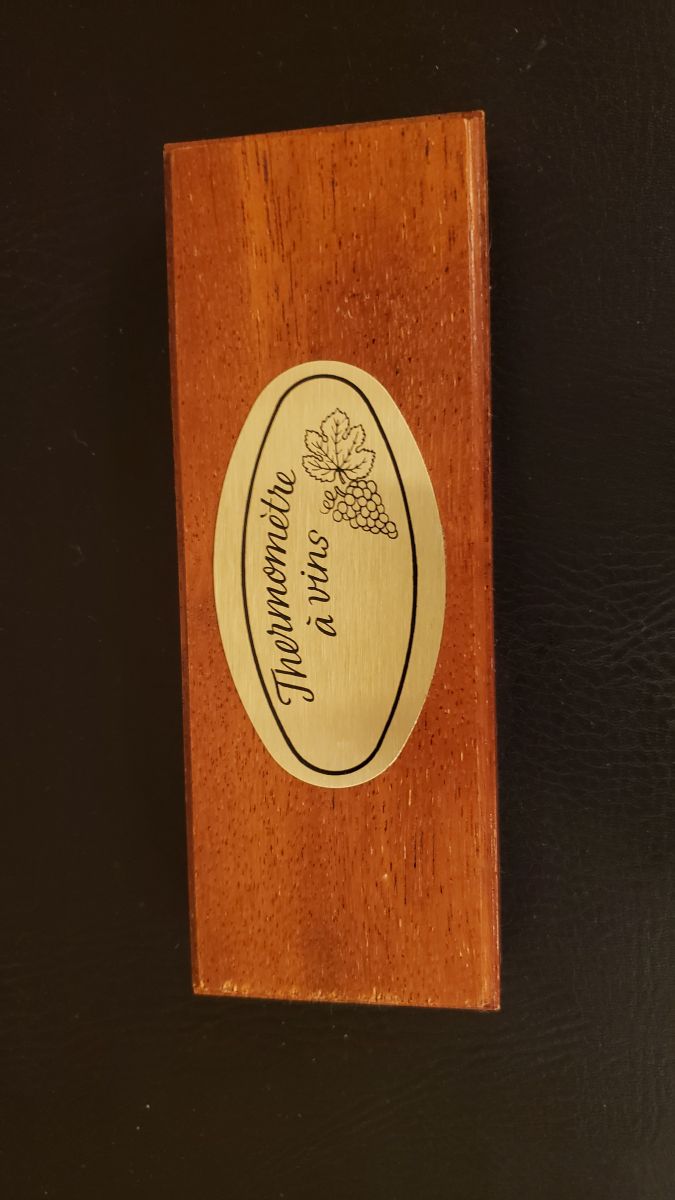 Thermomètre
à vins